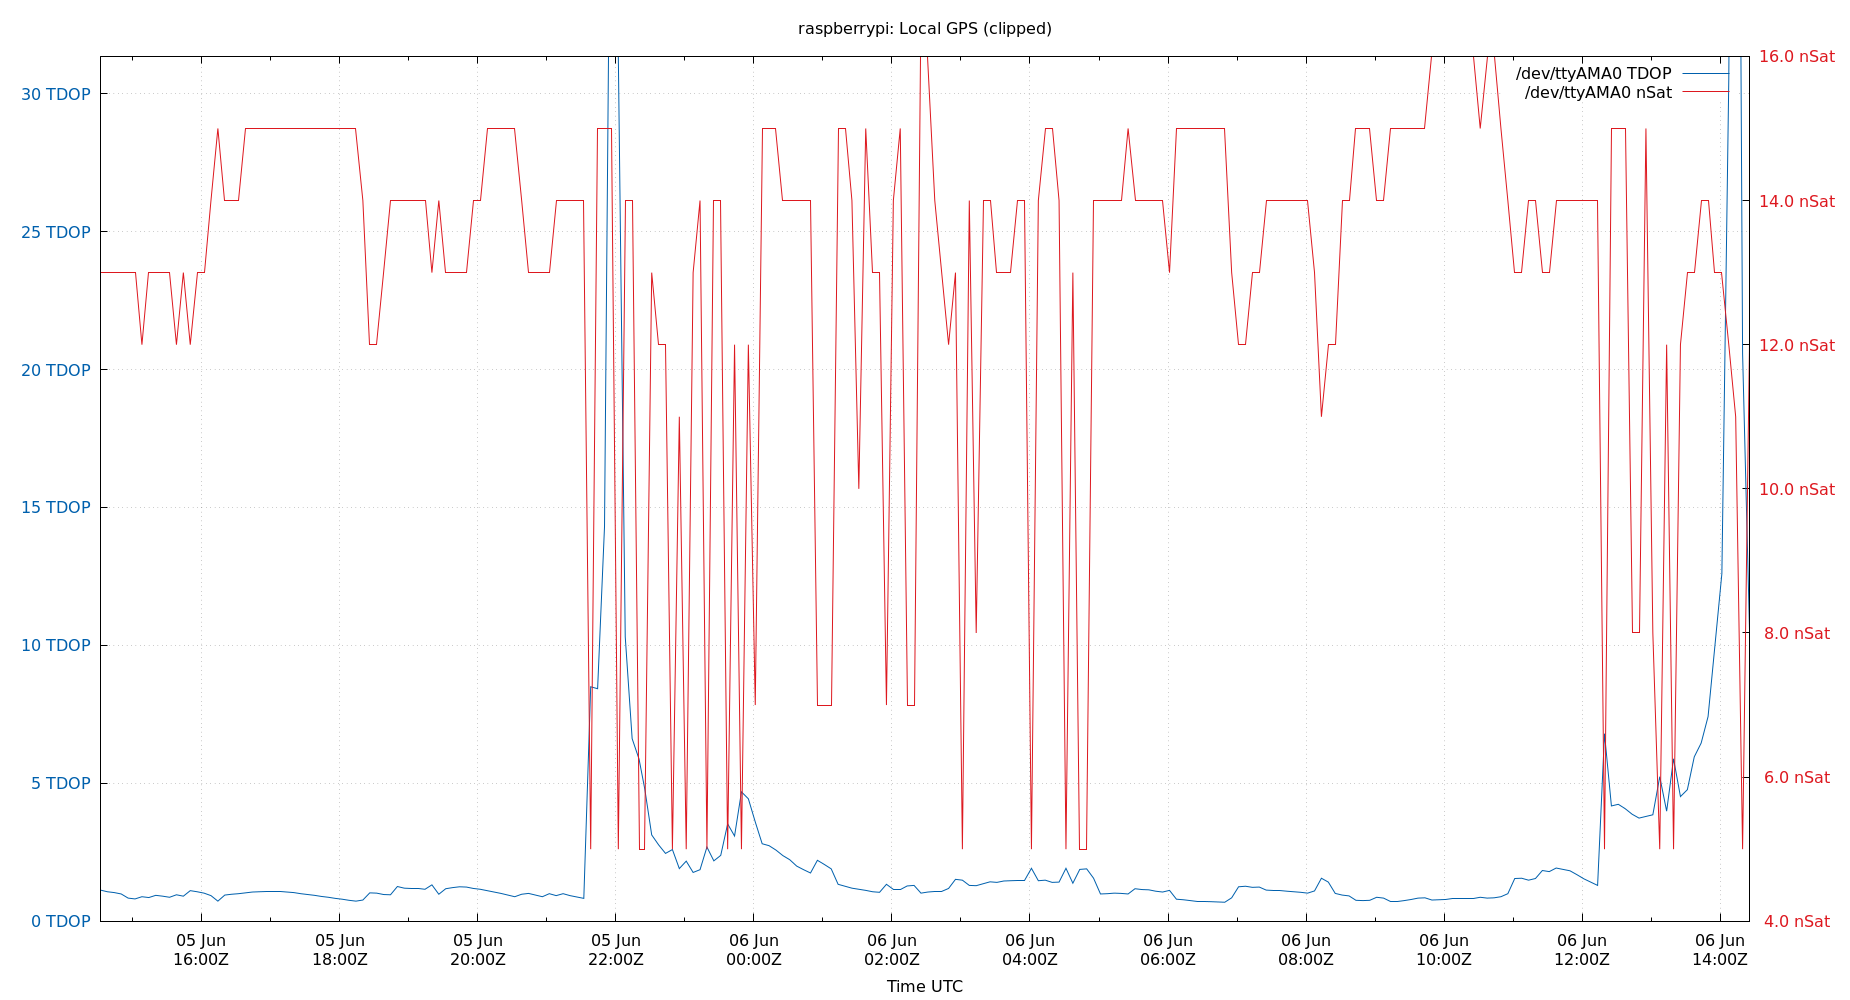 raspberrypi: Local GPS (clipped)
/dev/ttyAMA0 TDOP
/dev/ttyAMA0 nSat
30 TDOP
25 TDOP
20 TDOP
15 TDOP
10 TDOP
5 TDOP
0 TDOP
16.0 nSat
14.0 nSat
12.0 nSat
10.0 nSat
8.0 nSat
6.0 nSat
4.0 nSat
05 Jun
16:00Z
05 Jun
18:00Z
05 Jun
20:00Z
05 Jun
22:00Z
06 Jun
00:00Z
06 Jun
02:00Z
06 Jun
04:00Z
06 Jun
06:00Z
06 Jun
08:00Z
06 Jun
10:00Z
06 Jun
12:00Z
06 Jun
14:00Z
Time UTC